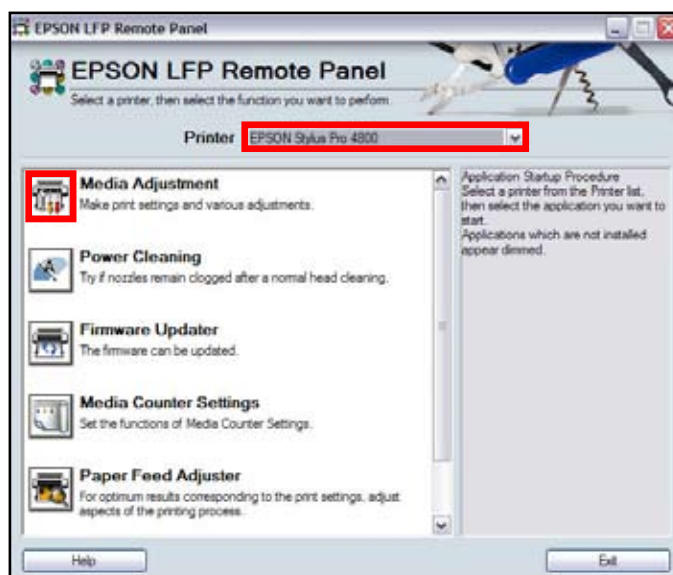 EPSON LFP Remote Panel
EPSON LFP Remote Panel
Select a printer, then select the function you want to perform.
Printer EPSON Stylus Pro 4800
Media Adjustment
Make print settings and various adjustments.
Power Cleaning
Try if nozzles remain clogged after a normal head cleaning.
Firmware Updater
The firmware can be updated.
Media Counter Settings
Set the functions of Media Counter Settings.
Paper Feed Adjuster
For optimum results corresponding to the print settings, adjust
aspects of the printing process.
Application Startup Procedure
Select a printer from the Printer list,
then select the application you want to
start.
Applications which are not installed
appear dimmed.
Help
Exit